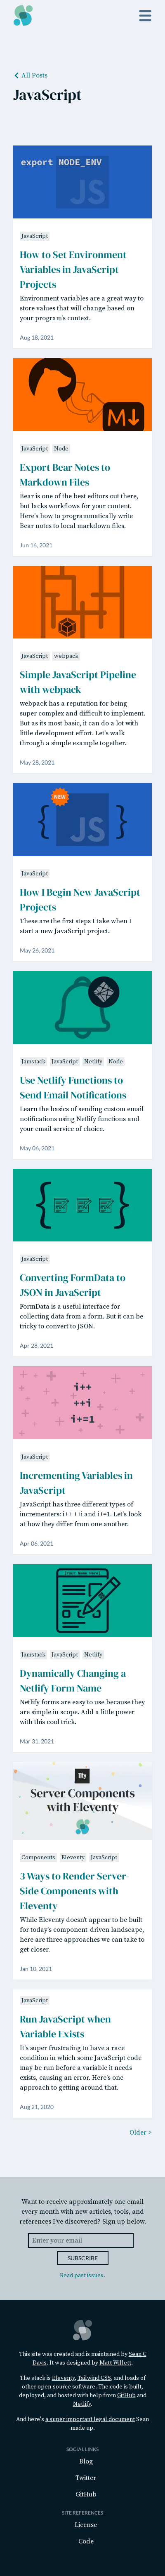 All Posts
JavaScript
export NODE_ENV
JS
JavaScript
How to Set Environment
Variables in JavaScript
Projects
Environment variables are a great way to
store values that will change based on
your program's context.
Aug 18, 2021
M
JavaScript Node
Export Bear Notes to
Markdown Files
Bear is one of the best editors out there,
but lacks workflows for your content.
Here's how to programmatically write
Bear notes to local markdown files.
Jun 16, 2021
JavaScript webpack
Simple JavaScript Pipeline
with webpack
webpack has a reputation for being
super complex and difficult to implement.
But at its most basic, it can do a lot with
little development effort. Let's walk
through a simple example together.
May 28, 2021
NEW
{ JS }
JavaScript
How I Begin New JavaScript
Projects
These are the first steps I take when I
start a new JavaScript project.
May 26, 2021
Jamstack JavaScript Netlify Node
Use Netlify Functions to
Send Email Notifications
Learn the basics of sending custom email
notifications using Netlify Functions and
your email service of choice.
May 06, 2021
{ }
JavaScript
Converting FormData to
JSON in JavaScript
FormData is a useful interface for
collecting data from a form. But it can be
tricky to convert to JSON.
Apr 28, 2021
i++
++i
i+=1
JavaScript
Incrementing Variables in
JavaScript
JavaScript has three different types of
incrementers: i++ ++i and i+=1. Let's look
at how they differ from one another.
Apr 06, 2021
[Your Name Here]
Jamstack JavaScript Netlify
Dynamically Changing a
Netlify Form Name
Netlify forms are easy to use because they
are simple in scope. Add a little power
with this cool trick.
Mar 31, 2021
11ty
Server Components
with Eleventy
Components Eleventy JavaScript
3 Ways to Render Server-
Side Components with
Eleventy
While Eleventy doesn't appear to be built
for today's component-driven landscape,
here are three approaches we can take to
get closer.
Jan 10, 2021
JavaScript
Run JavaScript when
Variable Exists
It's super frustrating to have a race
condition in which some JavaScript code
may be run before a variable it needs
exists, causing an error. Here's one
approach to getting around that.
Aug 21, 2020
Older >
Want to receive approximately one email
every month with new articles, tools, and
references I've discovered? Sign up below.
Enter your email
SUBSCRIBE
Read past issues.
This site was created and is maintained by Sean C
Davis. It was designed by Matt Willett.
The stack is Eleventy, Tailwind CSS, and loads of
other open source software. The code is built,
deployed, and hosted with help from GitHub and
Netlify.
And here's a super important legal document Sean
made up.
SOCIAL LINKS
Blog
Twitter
GitHub
SITE REFERENCES
License
Code